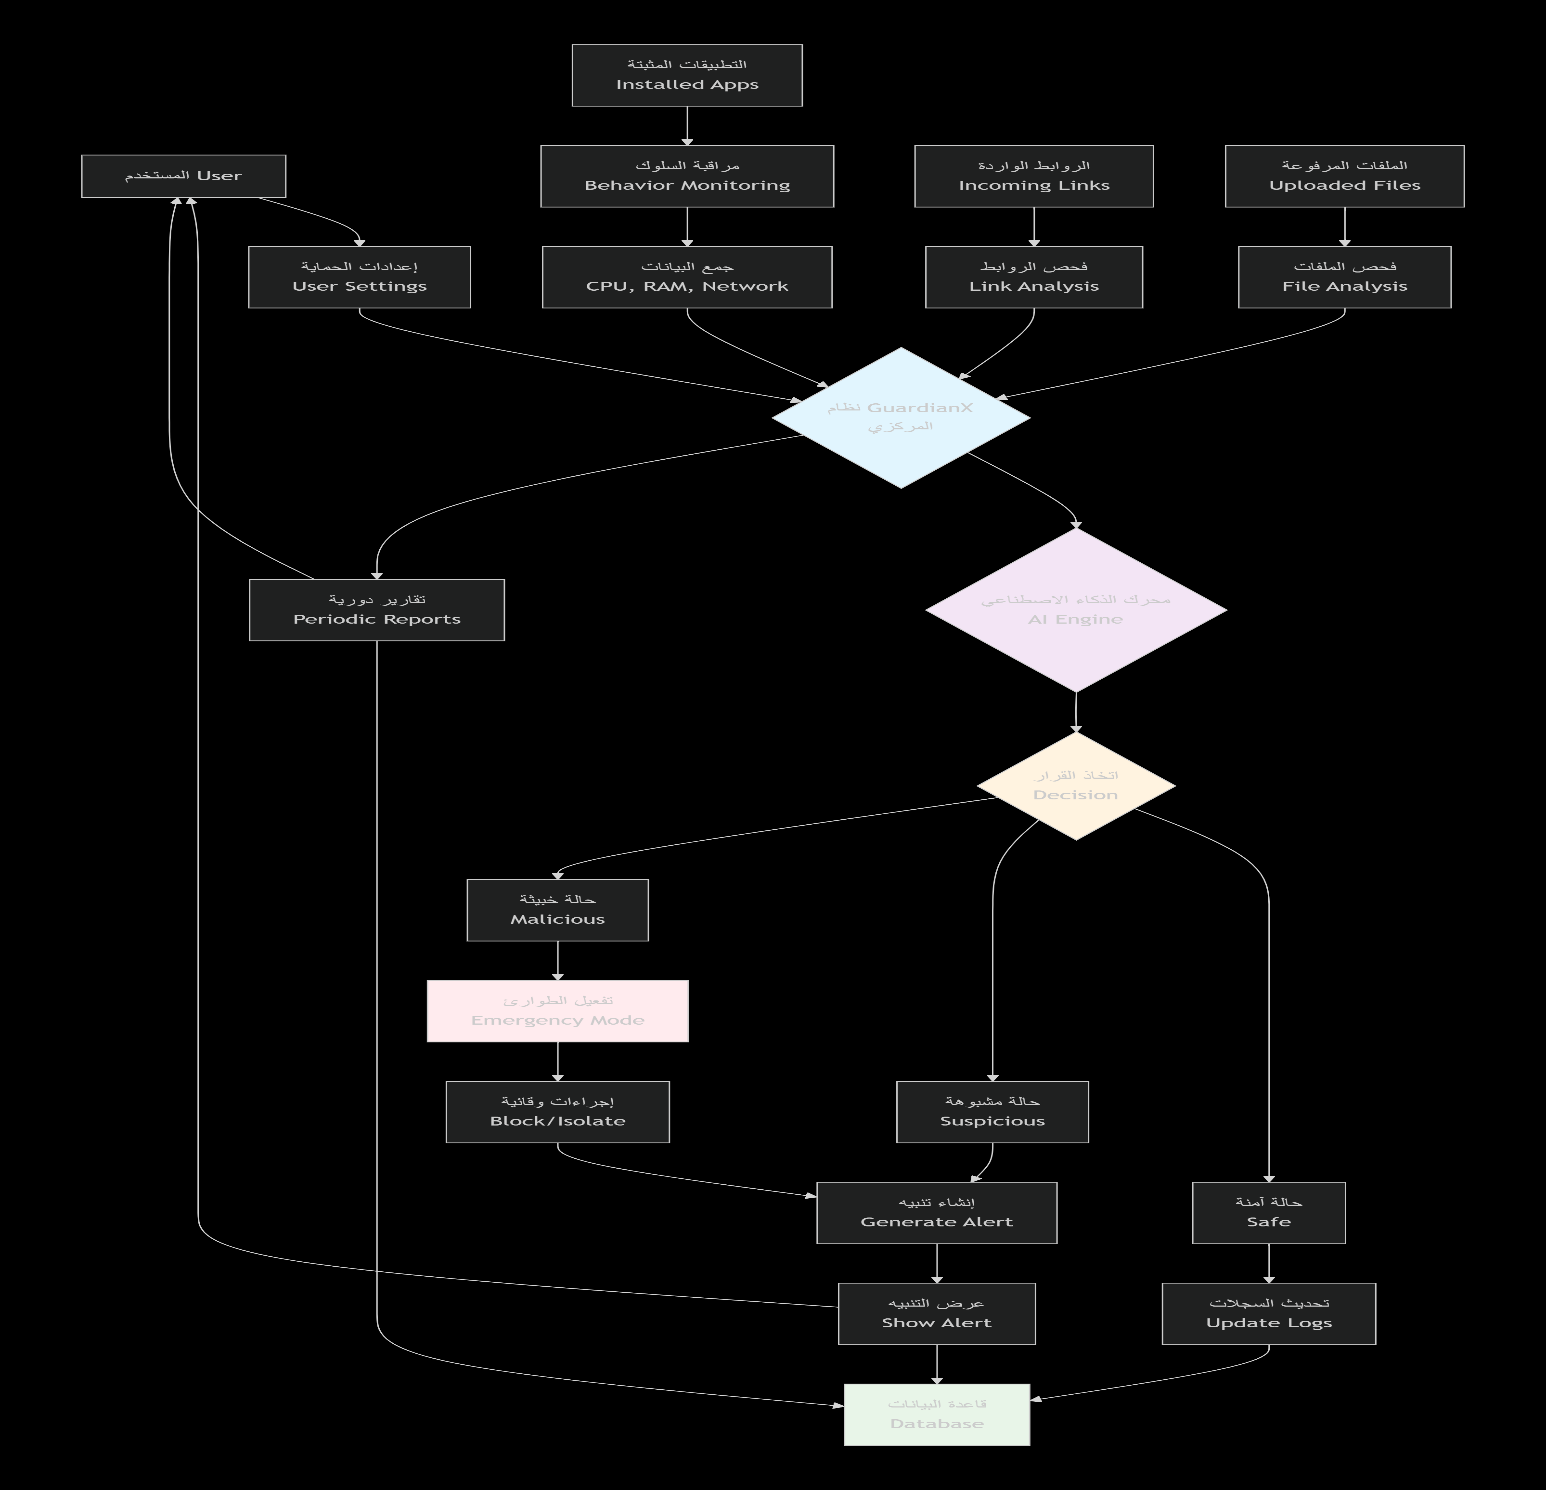 التطبيقات المثبتة
Installed Apps
المستخدم User
مراقبة السلوك
Behavior Monitoring
الروابط الواردة
Incoming Links
الملفات المرفوعة
Uploaded Files
إعدادات الحماية
User Settings
جمع البيانات
CPU, RAM, Network
فحص الروابط
Link Analysis
فحص الملفات
File Analysis
نظام GuardianX
المركزي
تقارير دورية
Periodic Reports
محرك الذكاء الاصطناعي
AI Engine
اتخاذ القرار
Decision
حالة خبيثة
Malicious
تفعيل الطوارئ
Emergency Mode
إجراءات وقائية
Block/Isolate
حالة مشبوهة
Suspicious
إنشاء تنبيه
Generate Alert
حالة آمنة
Safe
عرض التنبيه
Show Alert
تحديث السجلات
Update Logs
قاعدة البيانات
Database